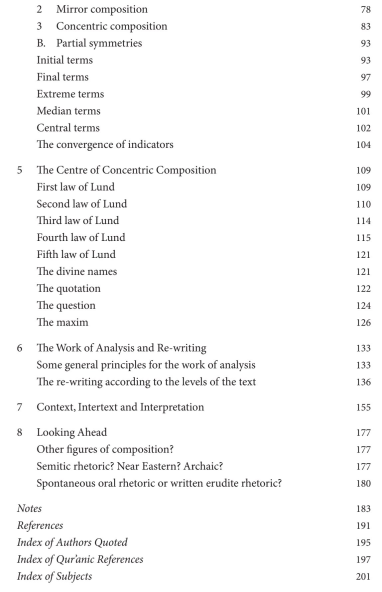 2 Mirror composition 78
3 Concentric composition 83
B. Partial symmetries 93
Initial terms 93
Final terms 97
Extreme terms 99
Median terms 101
Central terms 102
The convergence of indicators 104
5 The Centre of Concentric Composition 109
First law of Lund 109
Second law of Lund 110
Third law of Lund 114
Fourth law of Lund 115
Fifth law of Lund 121
The divine names 121
The quotation 122
The question 124
The maxim 126
6 The Work of Analysis and Re-writing 133
Some general principles for the work of analysis 133
The re-writing according to the levels of the text 136
7 Context, Intertext and Interpretation 155
8 Looking Ahead 177
Other figures of composition? 177
Semitic rhetoric? Near Eastern? Archaic? 177
Spontaneous oral rhetoric or written erudite rhetoric? 180
Notes 183
References 191
Index of Authors Quoted 195
Index of Qur'anic References 197
Index of Subjects 201